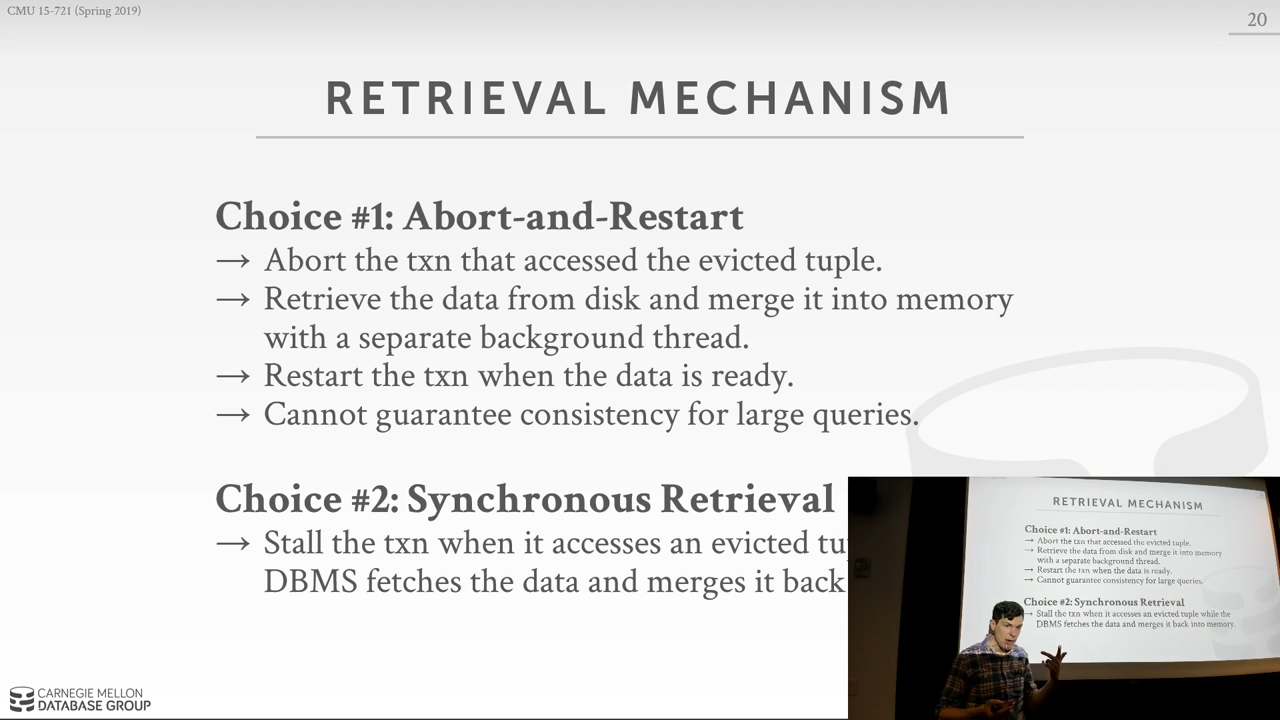 CMU 15-721 (Spring 2019)
20
RETRIEVAL MECHANISM
Choice #1: Abort-and-Restart
→ Abort the txn that accessed the evicted tuple.
→ Retrieve the data from disk and merge it into memory
with a separate background thread.
→ Restart the txn when the data is ready.
→ Cannot guarantee consistency for large queries.
Choice #2: Synchronous Retrieval
→ Stall the txn when it accesses an evicted tu
DBMS fetches the data and merges it back
RETRIEVAL MECHANISM
Choice #1: Abort-and-Restart
→ Abort the txn that accessed the evicted tuple.
→ Retrieve the data from disk and merge it into memory
with a separate background thread.
→ Restart the txn when the data is ready.
→ Cannot guarantee consistency for large queries.
Choice #2: Synchronous Retrieval
→ Stall the txn when it accesses an evicted tuple while the
DBMS fetches the data and merges it back into memory.
CARNEGIE MELLON
DATABASE GROUP